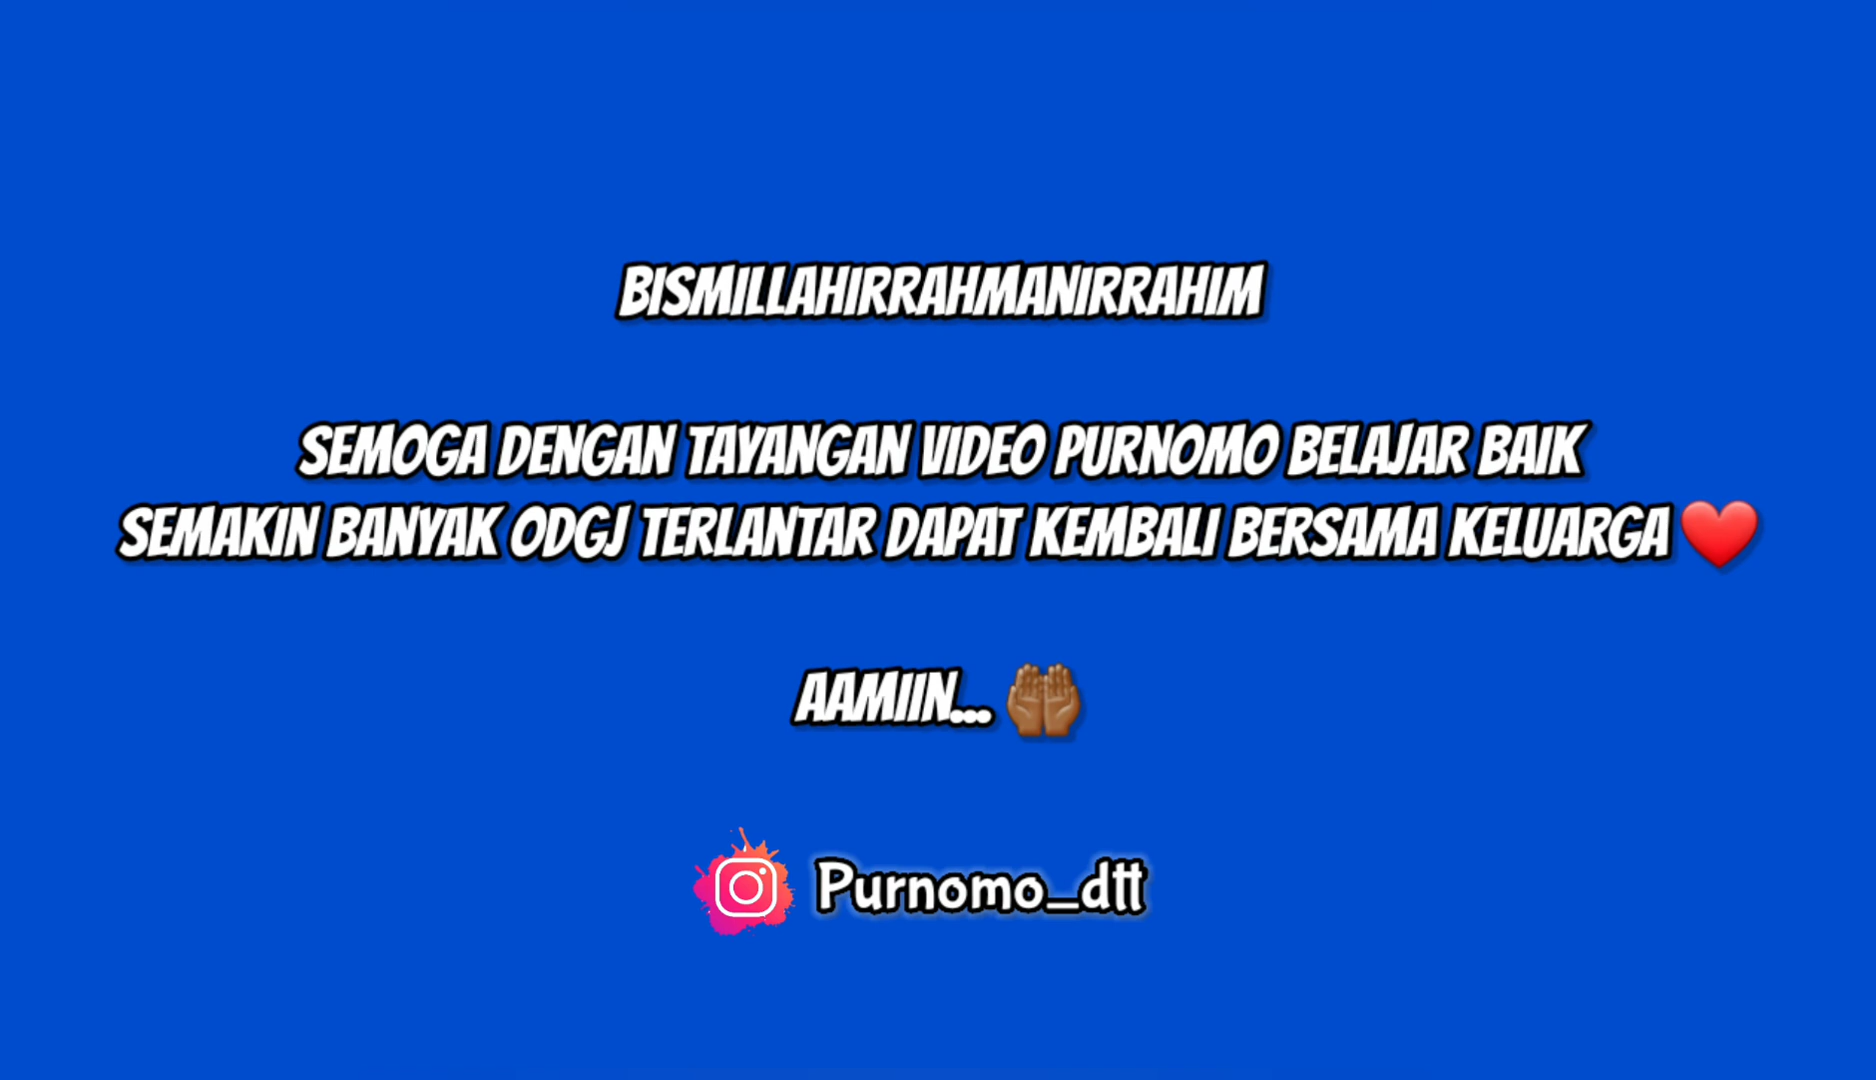 BISMILLAHIRRAHMANIRRAHIM
SEMOGA DENGAN TAYANGAN VIDEO PURNOMO BELAJAR BAIK
SEMAKIN BANYAK ODGJ TERLANTAR DAPAT KEMBALI BERSAMA KELUARGA ❤️
AAMIIN... 🤲🏾
Purnomo_dtt